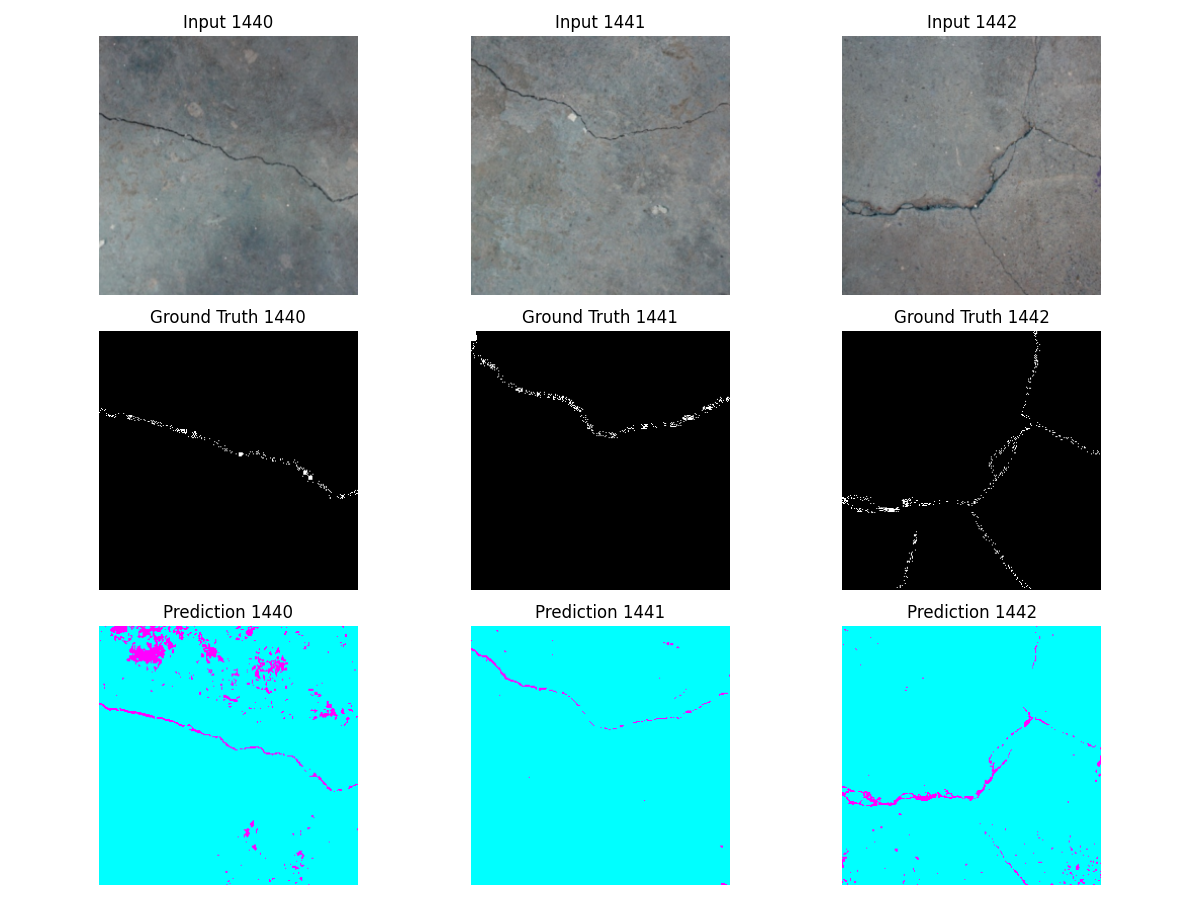 Input 1440
Input 1441
Input 1442
Ground Truth 1440
Ground Truth 1441
Ground Truth 1442
Prediction 1440
Prediction 1441
Prediction 1442